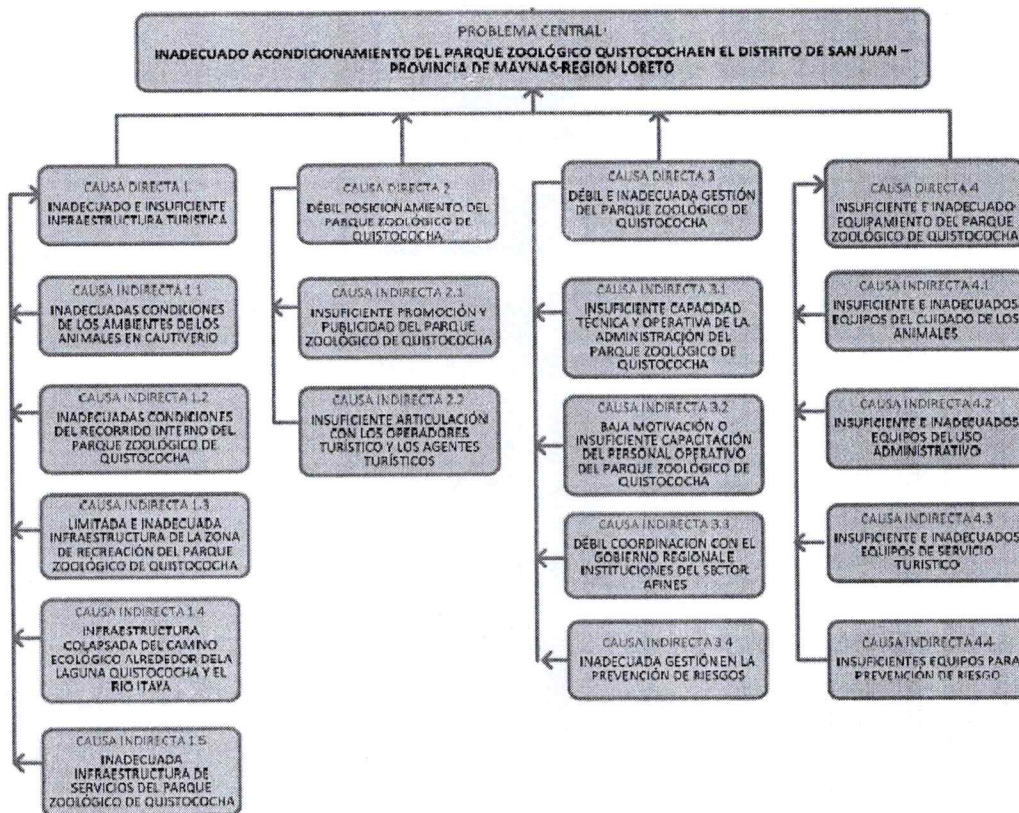 PROBLEMA CENTRAL:
INADECUADO ACONDICIONAMIENTO DEL PARQUE ZOOLÓGICO QUISTOCOCHAEN EL DISTRITO DE SAN JUAN –
PROVINCIA DE MAYNAS-REGION LORETO
CAUSA DIRECTA 1.
INADECUADO E INSUFICIENTE
INFRAESTRUCTURA TURISTICA
CAUSA INDIRECTA 1.1
INADECUADAS CONDICIONES
DE LOS AMBIENTES DE LOS
ANIMALES EN CAUTIVERIO
CAUSA INDIRECTA 1.2
INADECUADAS CONDICIONES
DEL RECORRIDO INTERNO DEL
PARQUE ZOOLÓGICO DE
QUISTOCOCHA
CAUSA INDIRECTA 1.3
LIMITADA E INADECUADA
INFRAESTRUCTURA DE LA ZONA
DE RECREACIÓN DEL PARQUE
ZOOLÓGICO DE QUISTOCOCHA
CAUSA INDIRECTA 1.4
INFRAESTRUCTURA
COLAPSADA DEL CAMINO
ECOLÓGICO ALREDEDOR DELA
LAGUNA QUISTOCOCHA Y EL
RIO ITAYA
CAUSA INDIRECTA 1.5
INADECUADA
INFRAESTRUCTURA DE
SERVICIOS DEL PARQUE
ZOOLÓGICO DE QUISTOCOCHA
CAUSA DIRECTA 2.
DÉBIL POSICIONAMIENTO DEL
PARQUE ZOOLÓGICO DE
QUISTOCOCHA
CAUSA INDIRECTA 2.1
INSUFICIENTE PROMOCIÓN Y
PUBLICIDAD DEL PARQUE
ZOOLÓGICO DE QUISTOCOCHA
CAUSA INDIRECTA 2.2
INSUFICIENTE ARTICULACIÓN
CON LOS OPERADORES
TURÍSTICO Y LOS AGENTES
TURÍSTICOS
CAUSA DIRECTA 3
DÉBIL E INADECUADA GESTIÓN
DEL PARQUE ZOOLÓGICO DE
QUISTOCOCHA
CAUSA INDIRECTA 3.1
INSUFICIENTE CAPACIDAD
TÉCNICA Y OPERATIVA DE LA
ADMINISTRACIÓN DEL
PARQUE ZOOLÓGICO DE
QUISTOCOCHA
CAUSA INDIRECTA 3.2
BAJA MOTIVACIÓN O
INSUFICIENTE CAPACITACIÓN
DEL PERSONAL OPERATIVO
DEL PARQUE ZOOLÓGICO DE
QUISTOCOCHA
CAUSA INDIRECTA 3.3
DÉBIL COORDINACION CON EL
GOBIERNO REGIONAL E
INSTITUCIONES DEL SECTOR
AFINES
CAUSA INDIRECTA 3.4
INADECUADA GESTIÓN EN LA
PREVENCIÓN DE RIESGOS
CAUSA DIRECTA 4
INSUFICIENTE E INADECUADO
EQUIPAMIENTO DEL PARQUE
ZOOLÓGICO DE QUISTOCOCHA
CAUSA INDIRECTA 4.1
INSUFICIENTE E INADECUADOS
EQUIPOS DEL CUIDADO DE LOS
ANIMALES
CAUSA INDIRECTA 4.2
INSUFICIENTE E INADECUADOS
EQUIPOS DEL USO
ADMINISTRATIVO
CAUSA INDIRECTA 4.3
INSUFICIENTE E INADECUADOS
EQUIPOS DE SERVICIO
TURISTICO
CAUSA INDIRECTA 4.4
INSUFICIENTES EQUIPOS PARA
PREVENCIÓN DE RIESGO